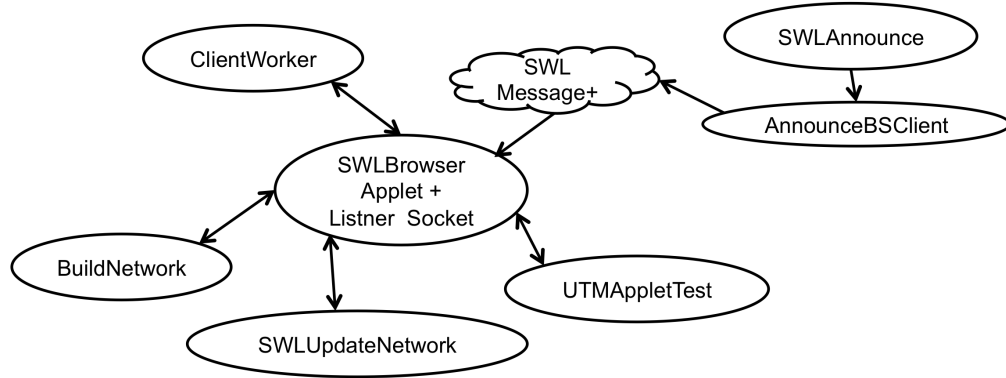 SWLAnnounce
ClientWorker
SWL
Message+
AnnounceBSClient
SWLBrowser
Applet +
Listner Socket
BuildNetwork
UTMAppletTest
SWLUpdateNetwork